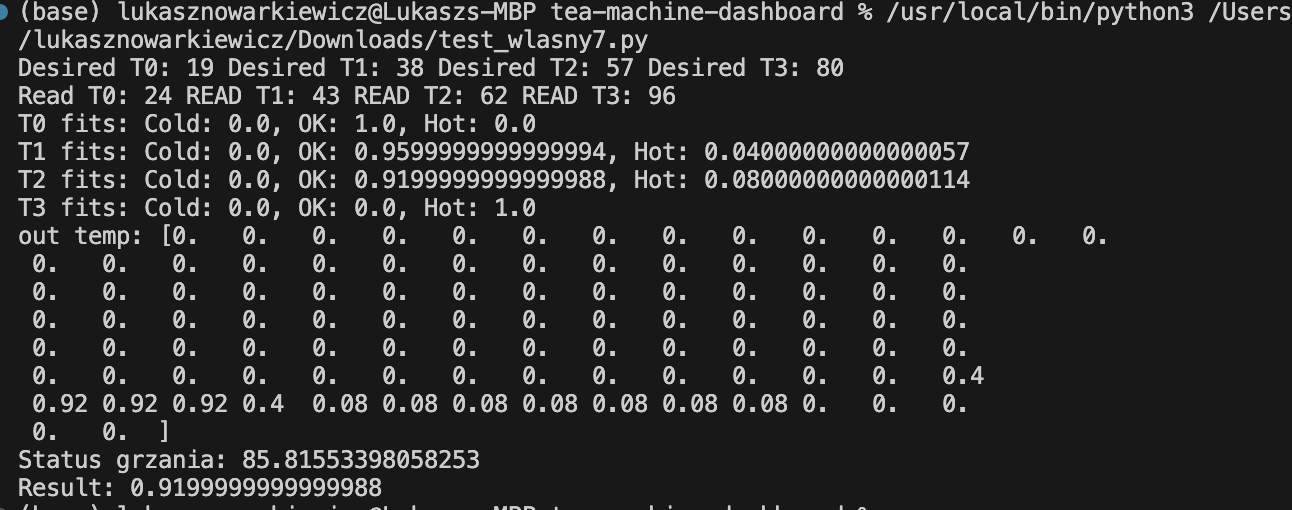 (base) lukasznowarkiewicz@Lukaszs-MBP tea-machine-dashboard % /usr/local/bin/python3 /Users
/lukasznowarkiewicz/Downloads/test_wlasny7.py
Desired T0: 19 Desired T1: 38 Desired T2: 57 Desired T3: 80
Read T0: 24 READ T1: 43 READ T2: 62 READ T3: 96
T0 fits: Cold: 0.0, OK: 1.0, Hot: 0.0
T1 fits: Cold: 0.0, OK: 0.9599999999999994, Hot: 0.04000000000000057
T2 fits: Cold: 0.0, OK: 0.9199999999999988, Hot: 0.08000000000000114
T3 fits: Cold: 0.0, OK: 0.0, Hot: 1.0
out temp: [0.   0.   0.   0.   0.   0.   0.   0.   0.   0.   0.   0.   0.   0.
 0.   0.   0.   0.   0.   0.   0.   0.   0.   0.   0.   0.   0.   0.
 0.   0.   0.   0.   0.   0.   0.   0.   0.   0.   0.   0.   0.   0.
 0.   0.   0.   0.   0.   0.   0.   0.   0.   0.   0.   0.   0.   0.
 0.   0.   0.   0.   0.   0.   0.   0.   0.   0.   0.   0.   0.   0.
 0.   0.   0.   0.   0.   0.   0.   0.   0.   0.   0.   0.   0.   0.4
 0.92 0.92 0.92 0.4  0.08 0.08 0.08 0.08 0.08 0.08 0.08 0.   0.   0.
 0.   0.  ]
Status grzania: 85.81553398058253
Result: 0.9199999999999988